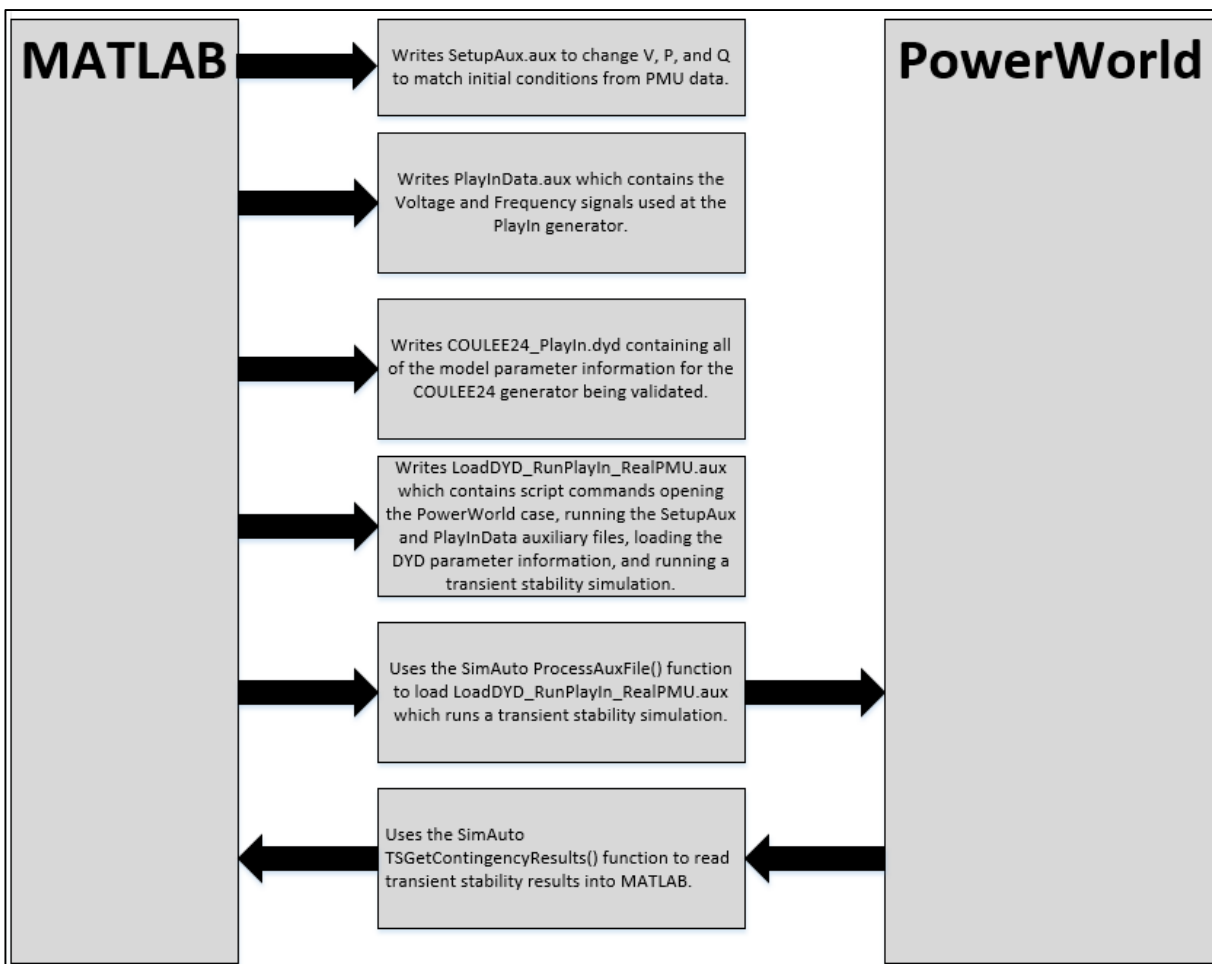 MATLAB
PowerWorld
Writes SetupAux.aux to change V, P, and Q
to match initial conditions from PMU data.
Writes PlayInData.aux which contains the
Voltage and Frequency signals used at the
PlayIn generator.
Writes COULEE24_PlayIn.dyd containing all
of the model parameter information for the
COULEE24 generator being validated.
Writes LoadDYD_RunPlayIn_RealPMU.aux
which contains script commands opening
the PowerWorld case, running the SetupAux
and PlayInData auxiliary files, loading the
DYD parameter information, and running a
transient stability simulation.
Uses the SimAuto ProcessAuxFile() function
to load LoadDYD_RunPlayIn_RealPMU.aux
which runs a transient stability simulation.
Uses the SimAuto
TSGetContingencyResults() function to read
transient stability results into MATLAB.